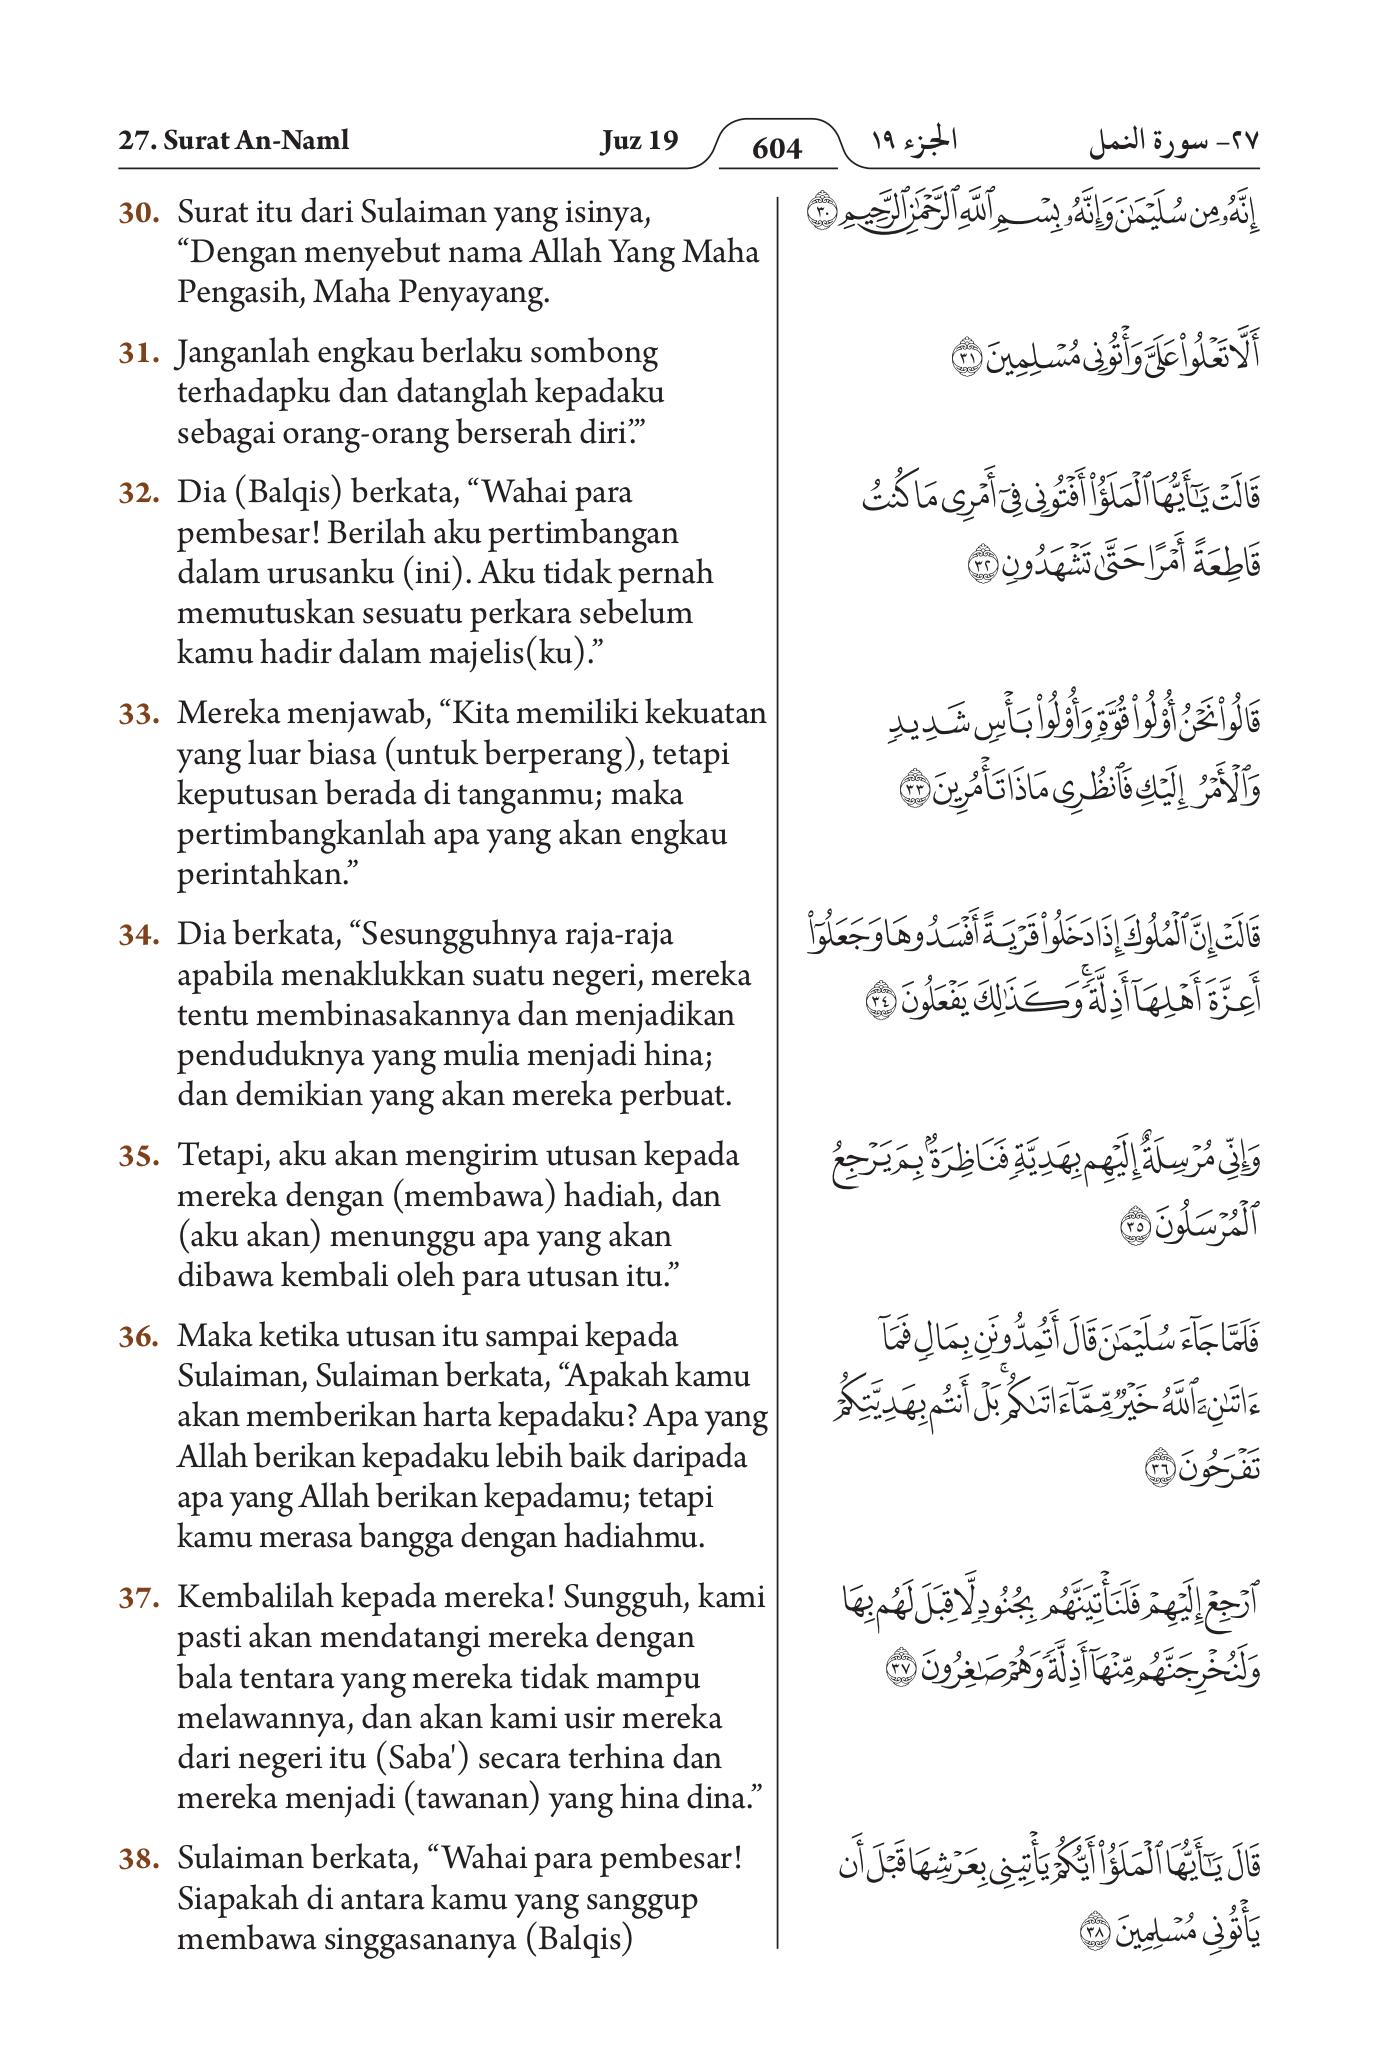 27. Surat An-Naml
Juz 19
604
الجزء ١٩
٢٧- سورة النمل
30. Surat itu dari Sulaiman yang isinya,
“Dengan menyebut nama Allah Yang Maha
Pengasih, Maha Penyayang.
31. Janganlah engkau berlaku sombong
terhadapku dan datanglah kepadaku
sebagai orang-orang berserah diri.’”
32. Dia (Balqis) berkata, “Wahai para
pembesar! Berilah aku pertimbangan
dalam urusanku (ini). Aku tidak pernah
memutuskan sesuatu perkara sebelum
kamu hadir dalam majelis(ku).”
33. Mereka menjawab, “Kita memiliki kekuatan
yang luar biasa (untuk berperang), tetapi
keputusan berada di tanganmu; maka
pertimbangkanlah apa yang akan engkau
perintahkan.”
34. Dia berkata, “Sesungguhnya raja-raja
apabila menaklukkan suatu negeri, mereka
tentu membinasakannya dan menjadikan
penduduknya yang mulia menjadi hina;
dan demikian yang akan mereka perbuat.
35. Tetapi, aku akan mengirim utusan kepada
mereka dengan (membawa) hadiah, dan
(aku akan) menunggu apa yang akan
dibawa kembali oleh para utusan itu.”
36. Maka ketika utusan itu sampai kepada
Sulaiman, Sulaiman berkata, “Apakah kamu
akan memberikan harta kepadaku? Apa yang
Allah berikan kepadaku lebih baik daripada
apa yang Allah berikan kepadamu; tetapi
kamu merasa bangga dengan hadiahmu.
37. Kembalilah kepada mereka! Sungguh, kami
pasti akan mendatangi mereka dengan
bala tentara yang mereka tidak mampu
melawannya, dan akan kami usir mereka
dari negeri itu (Saba') secara terhina dan
mereka menjadi (tawanan) yang hina dina.”
38. Sulaiman berkata, “Wahai para pembesar!
Siapakah di antara kamu yang sanggup
membawa singgasananya (Balqis)
إِنَّهُۥ مِن سُلَيْمَٰنَ وَإِنَّهُۥ بِسْمِ ٱللَّهِ ٱلرَّحْمَٰنِ ٱلرَّحِيمِ ٣٠
أَلَّا تَعْلُوا۟ عَلَىَّ وَأْتُونِى مُسْلِمِينَ ٣١
قَالَتْ يَٰٓأَيُّهَا ٱلْمَلَؤُا۟ أَفْتُونِى فِىٓ أَمْرِى مَا كُنتُ
قَاطِعَةً أَمْرًا حَتَّىٰ تَشْهَدُونِ ٣٢
قَالُوا۟ نَحْنُ أُو۟لُوا۟ قُوَّةٍ وَأُو۟لُوا۟ بَأْسٍ شَدِيدٍ
وَٱلْأَمْرُ إِلَيْكِ فَٱنظُرِى مَاذَا تَأْمُرِينَ ٣٣
قَالَتْ إِنَّ ٱلْمُلُوكَ إِذَا دَخَلُوا۟ قَرْيَةً أَفْسَدُوهَا وَجَعَلُوٓا۟
أَعِزَّةَ أَهْلِهَآ أَذِلَّةً ۚ وَكَذَٰلِكَ يَفْعَلُونَ ٣٤
وَإِنِّى مُرْسِلَةٌ إِلَيْهِم بِهَدِيَّةٍ فَنَاظِرَةٌۢ بِمَ يَرْجِعُ
ٱلْمُرْسَلُونَ ٣٥
فَلَمَّا جَآءَ سُلَيْمَٰنَ قَالَ أَتُمِدُّونَنِ بِمَالٍ فَمَآ
ءَاتَىٰنِۦَ ٱللَّهُ خَيْرٌ مِّمَّآ ءَاتَىٰكُم ۚ بَلْ أَنتُم بِهَدِيَّتِكُمْ
تَفْرَحُونَ ٣٦
ٱرْجِعْ إِلَيْهِمْ فَلَنَأْتِيَنَّهُم بِجُنُودٍ لَّا قِبَلَ لَهُم بِهَا
وَلَنُخْرِجَنَّهُم مِّنْهَآ أَذِلَّةً وَهُمْ صَٰغِرُونَ ٣٧
قَالَ يَٰٓأَيُّهَا ٱلْمَلَؤُا۟ أَيُّكُمْ يَأْتِينِى بِعَرْشِهَا قَبْلَ أَن
يَأْتُونِى مُسْلِمِينَ ٣٨